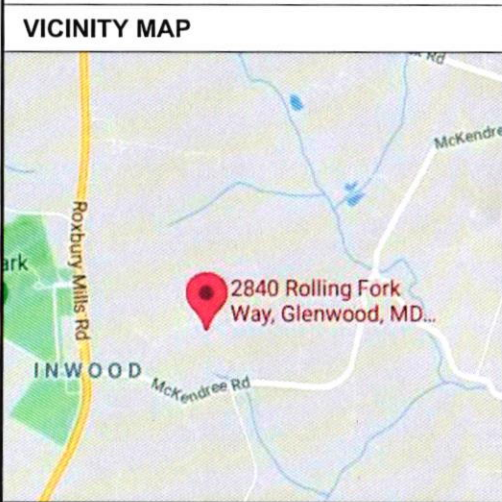 VICINITY MAP
Rd
McKendre
Roxbury Mills Rd
ark
2840 Rolling Fork
Way, Glenwood, MD...
INWOOD
McKendree Rd